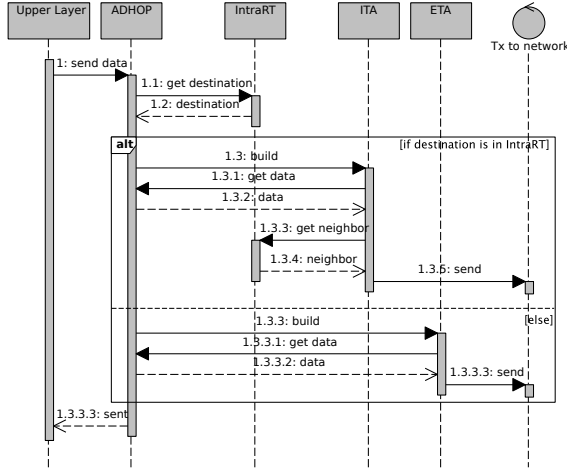 Upper Layer
ADHOP
IntraRT
ITA
ETA
Tx to network
1: send data
1.1: get destination
1.2: destination
alt
[if destination is in IntraRT]
1.3: build
1.3.1: get data
1.3.2: data
1.3.3: get neighbor
1.3.4: neighbor
1.3.5: send
[else]
1.3.3: build
1.3.3.1: get data
1.3.3.2: data
1.3.3.3: send
1.3.3.3: sent